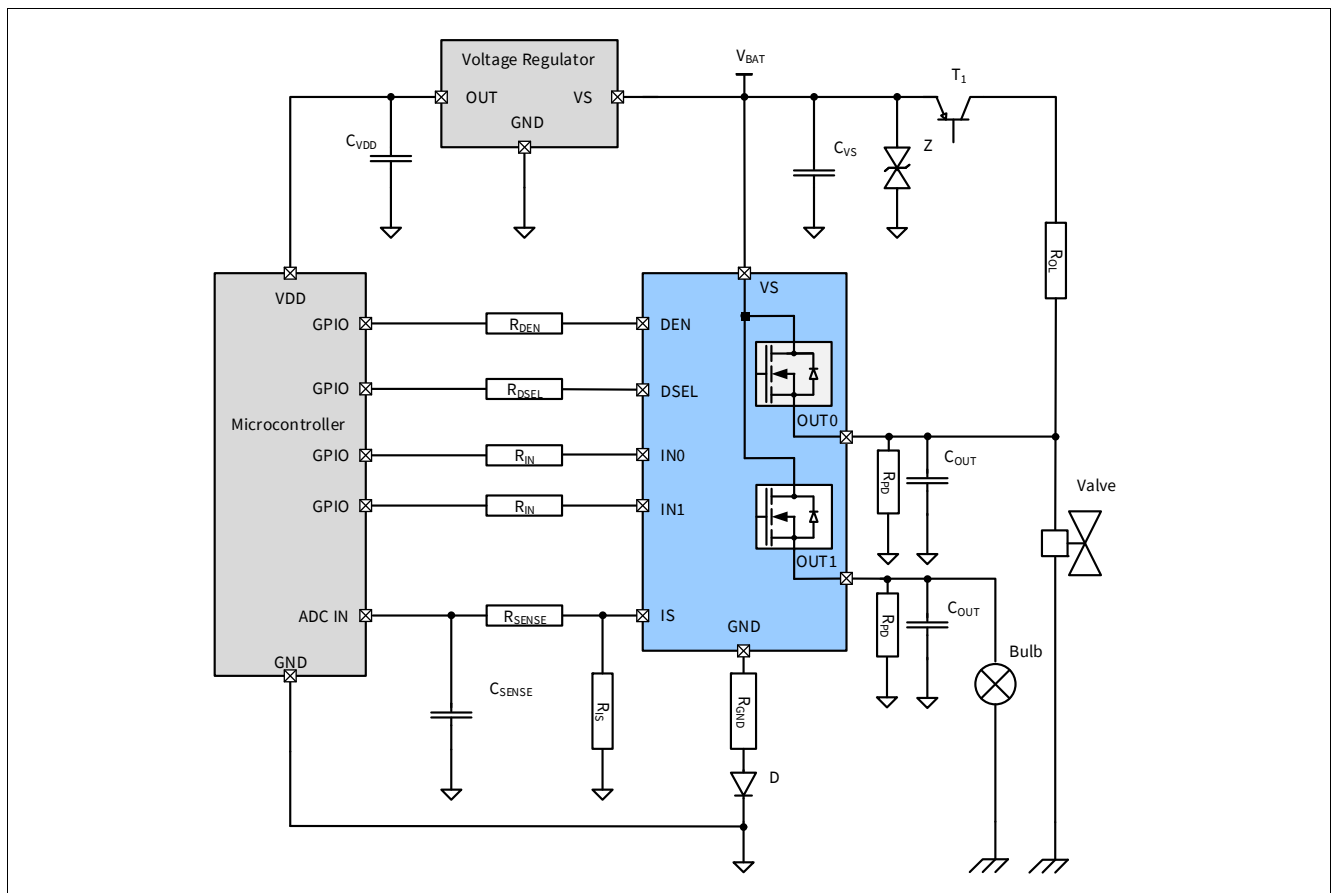 Voltage Regulator
OUT
VS
GND
VBAT
T1
CVDD
CVS
Z
ROL
VDD
VS
GPIO
RDEN
DEN
GPIO
RDSEL
DSEL
Microcontroller
OUT0
GPIO
RIN
IN0
RPD
COUT
Valve
GPIO
RIN
IN1
OUT1
ADC IN
RSENSE
IS
GND
RPD
COUT
Bulb
GND
CSENSE
RIS
RGND
D